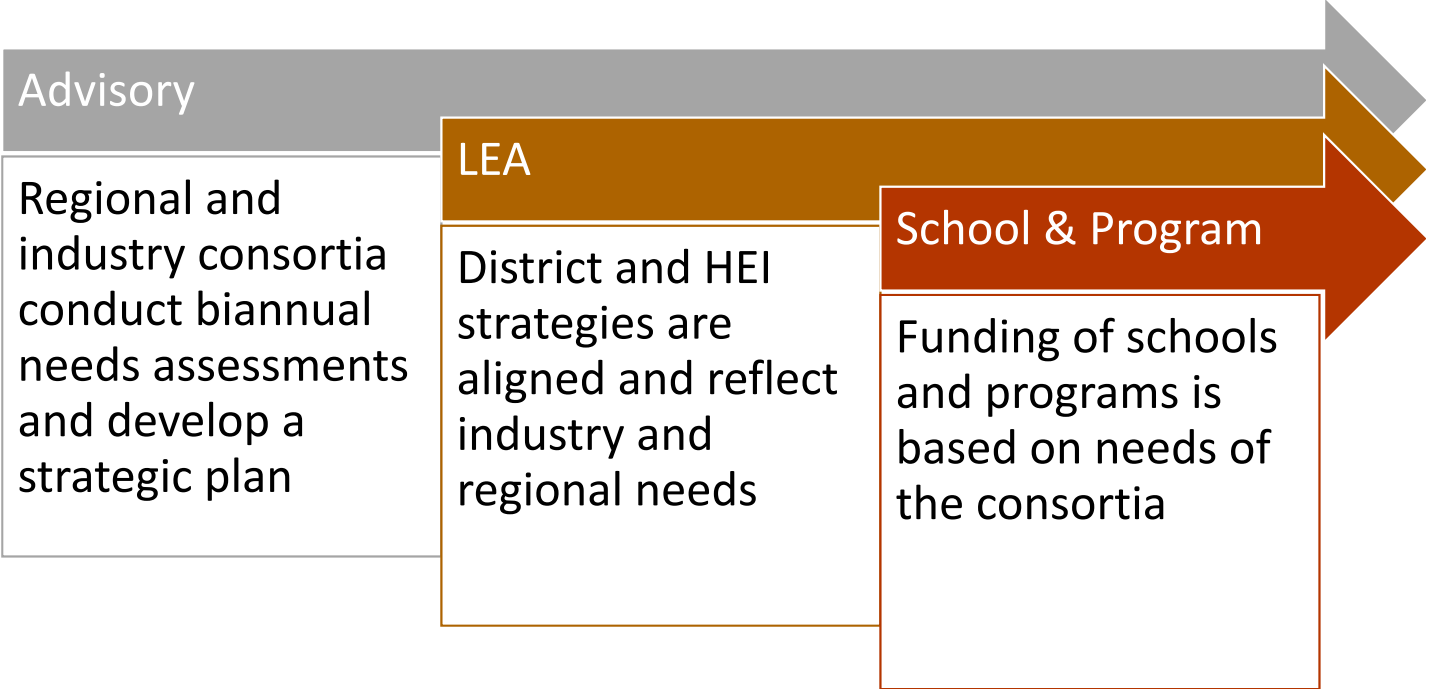 Advisory
Regional and
industry consortia
conduct biannual
needs assessments
and develop a
strategic plan
LEA
District and HEI
strategies are
aligned and reflect
industry and
regional needs
School & Program
Funding of schools
and programs is
based on needs of
the consortia